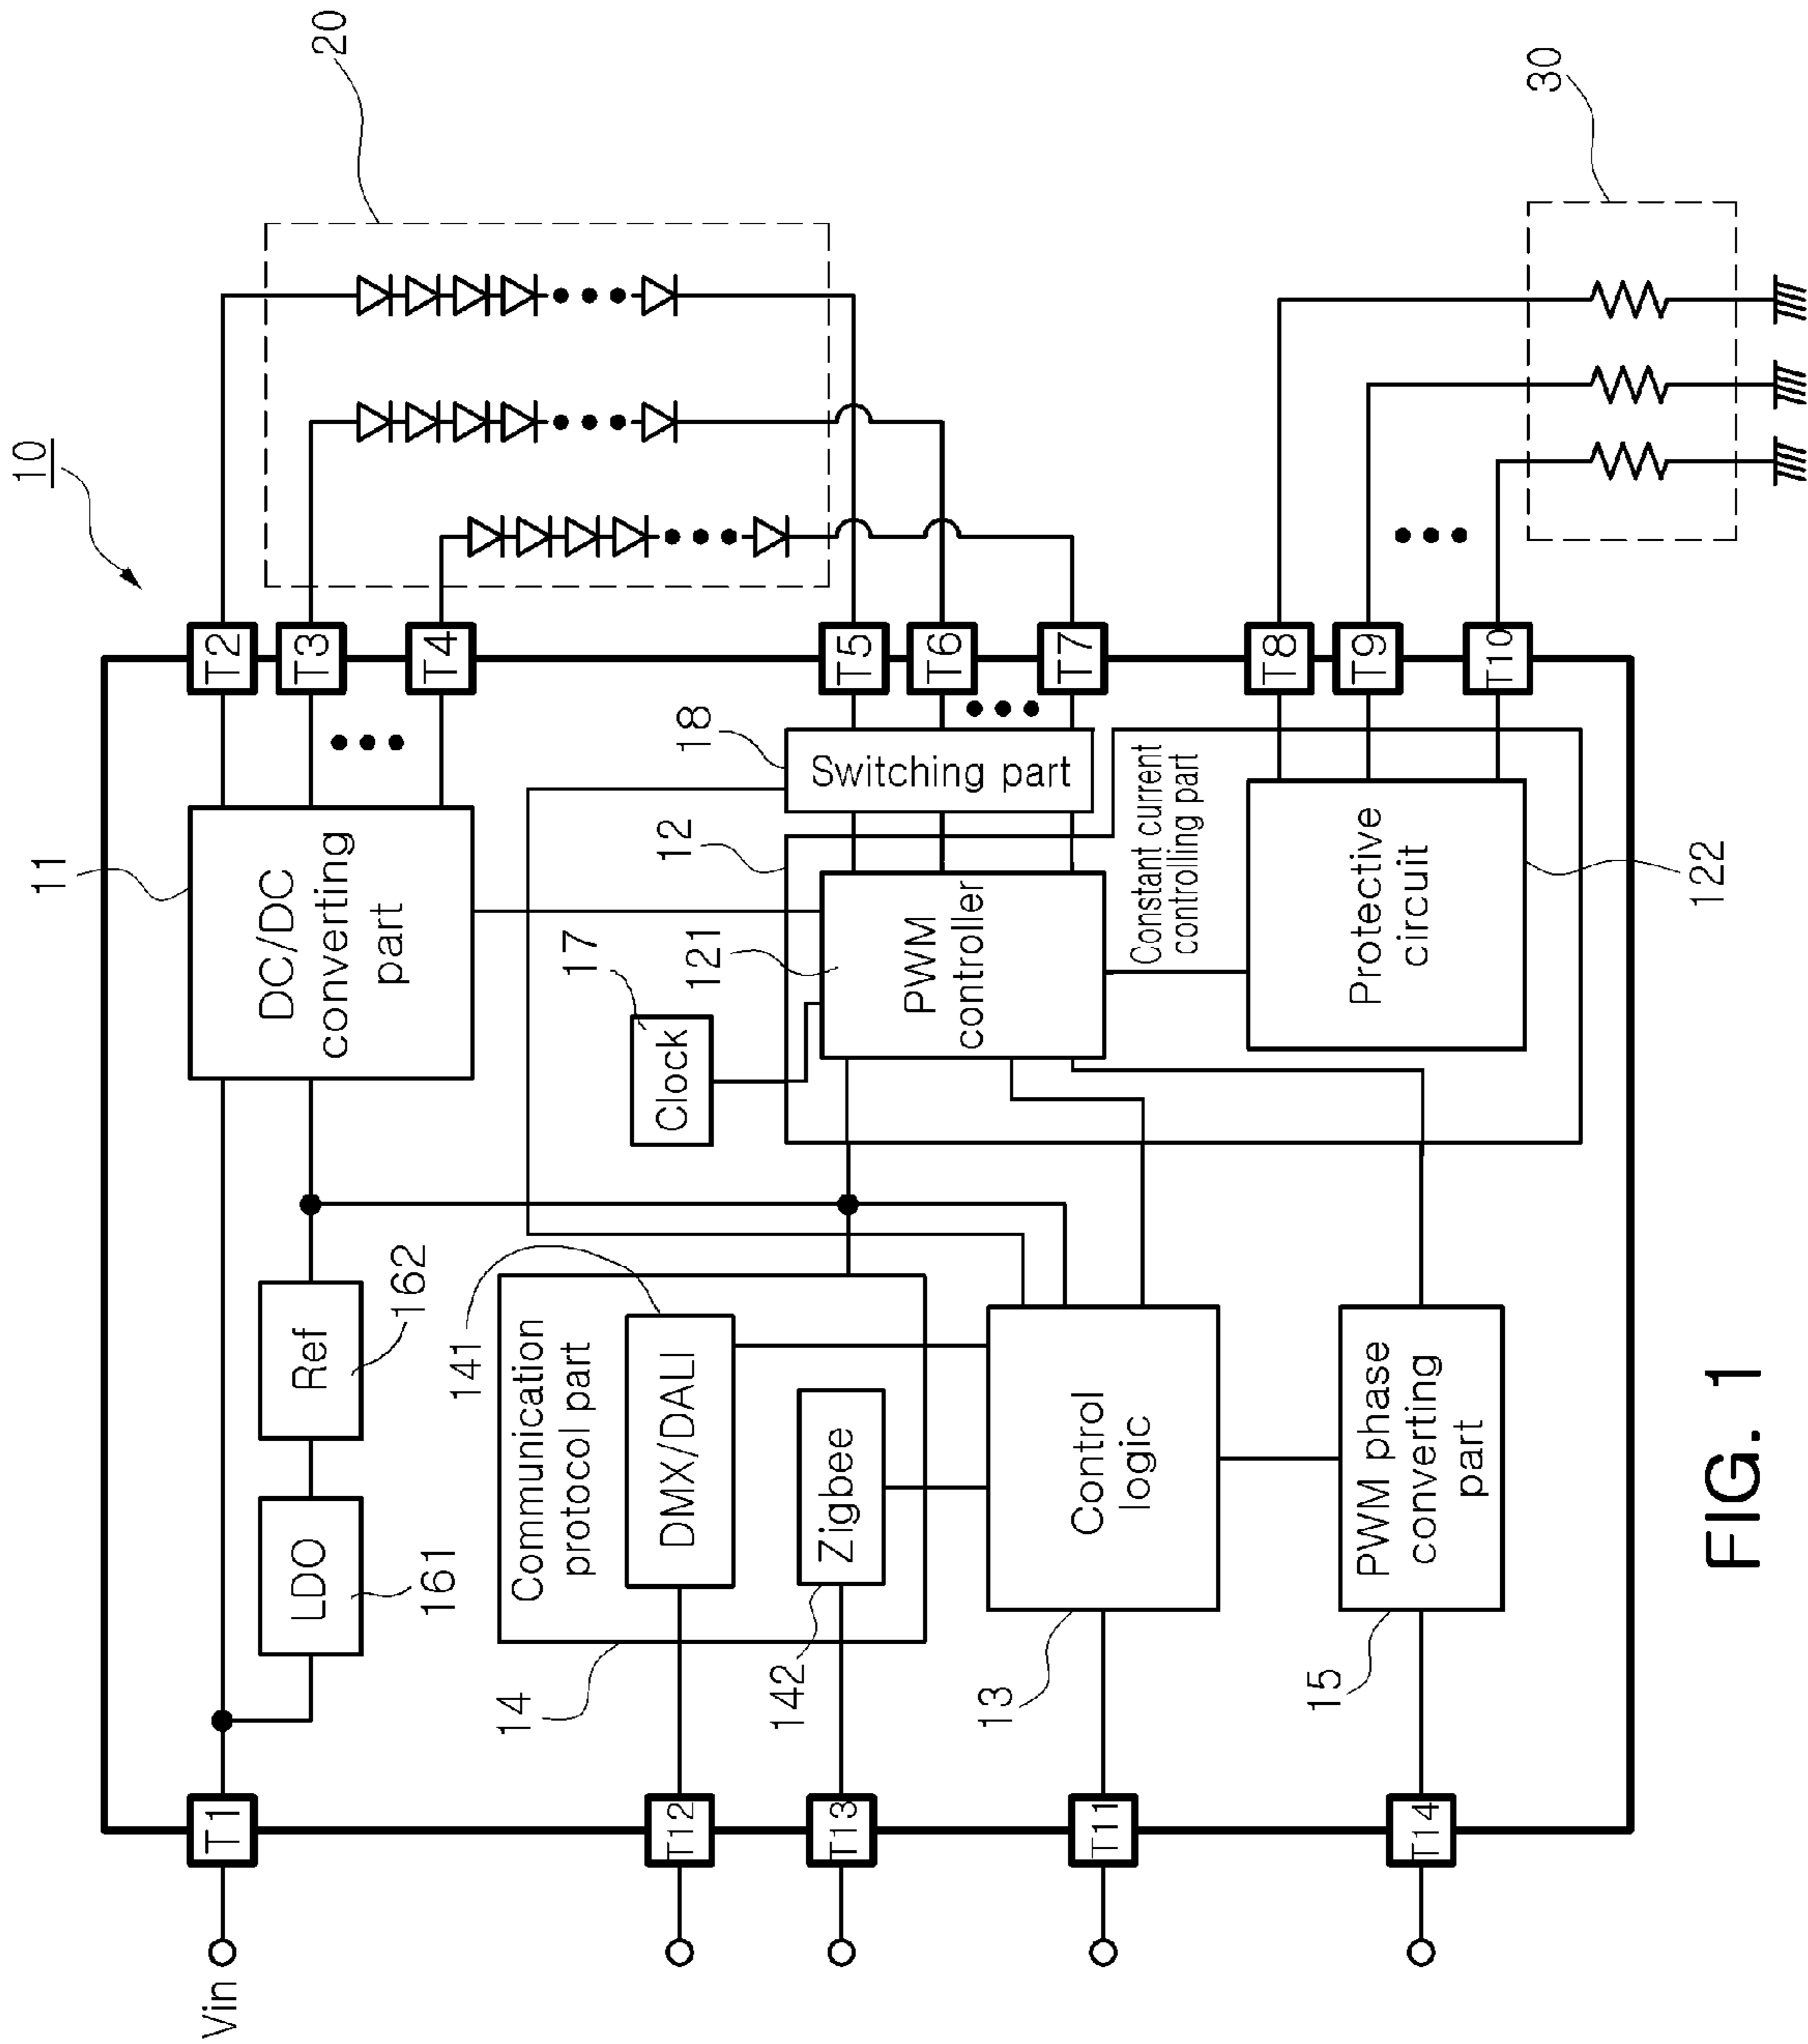 10
20
Vin
T1
LDO
161
Ref
162
11
DC/DC
converting
part
T2
T3
T4
14
Communication
protocol part
141
DMX/DALI
142
Zigbee
T12
T13
17
Clock
12
121
PWM
controller
18
Switching part
T5
T6
T7
Constant current
controlling part
13
Control
logic
T11
122
Protective
circuit
T8
T9
T10
30
15
PWM phase
converting
part
T14
FIG. 1